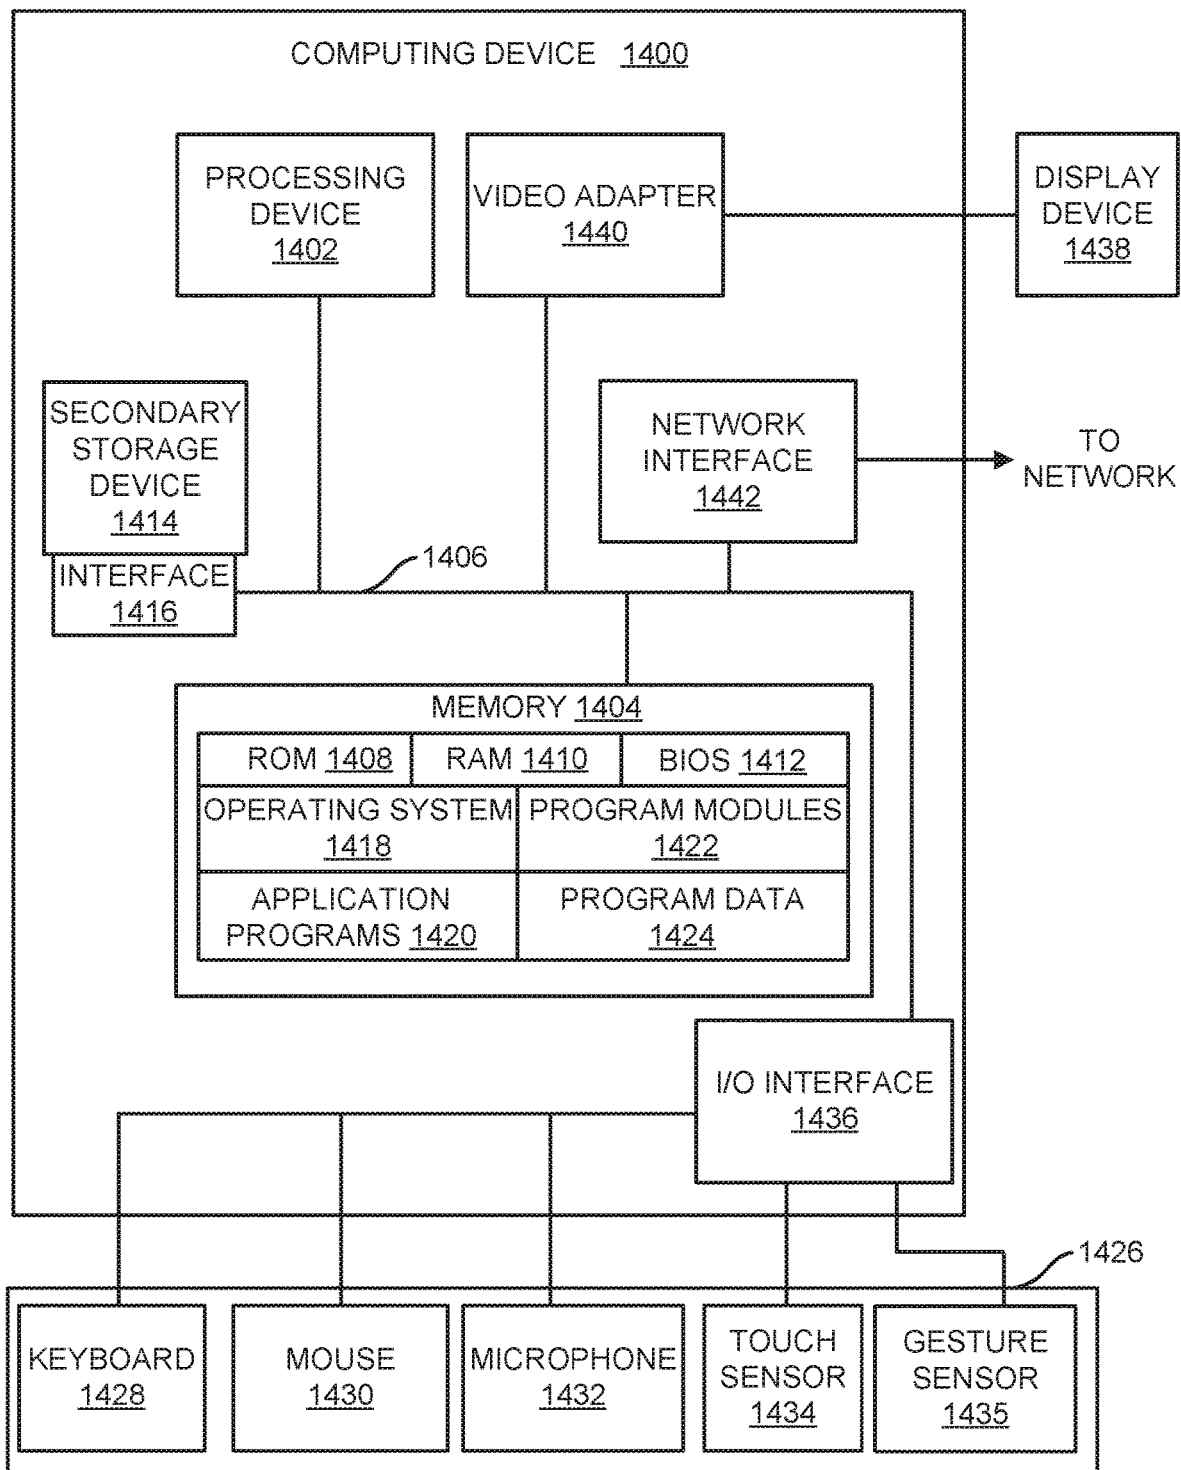 COMPUTING DEVICE 1400
PROCESSING
DEVICE
1402
VIDEO ADAPTER
1440
DISPLAY
DEVICE
1438
SECONDARY
STORAGE
DEVICE
1414
INTERFACE
1416
NETWORK
INTERFACE
1442
TO
NETWORK
1406
MEMORY 1404
ROM 1408
RAM 1410
BIOS 1412
OPERATING SYSTEM
1418
PROGRAM MODULES
1422
APPLICATION
PROGRAMS 1420
PROGRAM DATA
1424
I/O INTERFACE
1436
1426
KEYBOARD
1428
MOUSE
1430
MICROPHONE
1432
TOUCH
SENSOR
1434
GESTURE
SENSOR
1435